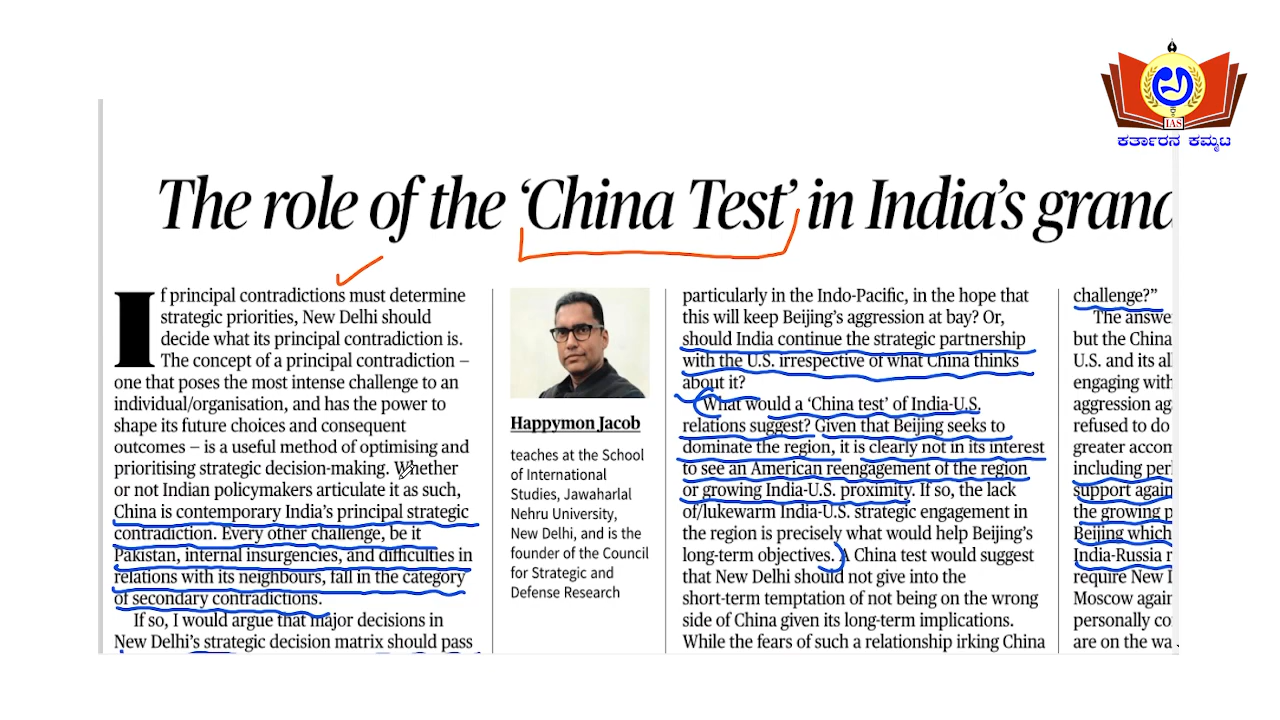 ಅ
IAS
ಕರ್ತಾರನ ಕಮ್ಮಟ
The role of the ‘China Test’ in India’s grand
If principal contradictions must determine
strategic priorities, New Delhi should
decide what its principal contradiction is.
The concept of a principal contradiction –
one that poses the most intense challenge to an
individual/organisation, and has the power to
shape its future choices and consequent
outcomes – is a useful method of optimising and
prioritising strategic decision-making. Whether
or not Indian policymakers articulate it as such,
China is contemporary India’s principal strategic
contradiction. Every other challenge, be it
Pakistan, internal insurgencies, and difficulties in
relations with its neighbours, fall in the category
of secondary contradictions.
If so, I would argue that major decisions in
New Delhi’s strategic decision matrix should pass
Happymon Jacob
teaches at the School
of International
Studies, Jawaharlal
Nehru University,
New Delhi, and is the
founder of the Council
for Strategic and
Defense Research
particularly in the Indo-Pacific, in the hope that
this will keep Beijing’s aggression at bay? Or,
should India continue the strategic partnership
with the U.S. irrespective of what China thinks
about it?
What would a ‘China test’ of India-U.S.
relations suggest? Given that Beijing seeks to
dominate the region, it is clearly not in its interest
to see an American reengagement of the region
or growing India-U.S. proximity. If so, the lack
of/lukewarm India-U.S. strategic engagement in
the region is precisely what would help Beijing’s
long-term objectives. A China test would suggest
that New Delhi should not give into the
short-term temptation of not being on the wrong
side of China given its long-term implications.
While the fears of such a relationship irking China
challenge?”
The answe
but the China
U.S. and its al
engaging with
aggression ag
refused to do
greater accom
including per
support again
the growing p
Beijing which
India-Russia r
require New
Moscow agai
personally co
are on the wa